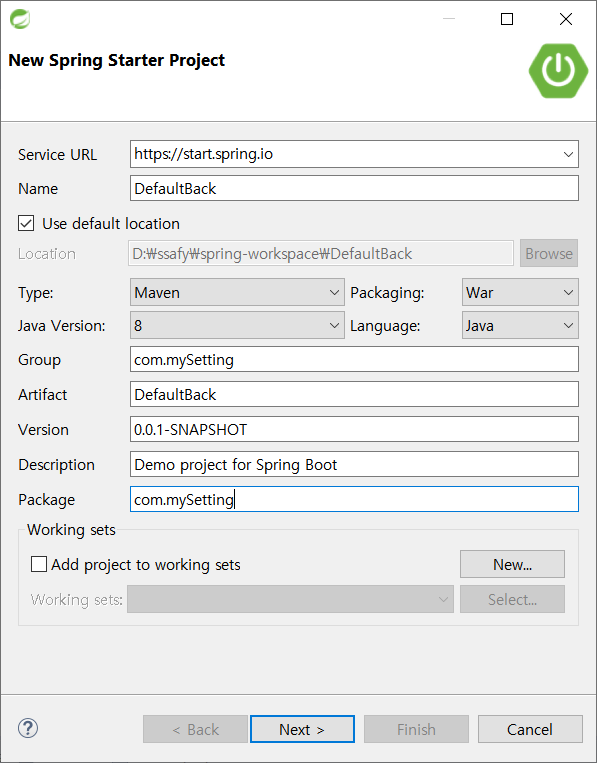 New Spring Starter Project
Service URL https://start.spring.io
Name DefaultBack
Use default location
Location D:₩ssafy₩spring-workspace₩DefaultBack Browse
Type: Maven Packaging: War
Java Version: 8 Language: Java
Group com.mySetting
Artifact DefaultBack
Version 0.0.1-SNAPSHOT
Description Demo project for Spring Boot
Package com.mySetting
Working sets
Add project to working sets New...
Working sets: Select...
? < Back Next > Finish Cancel